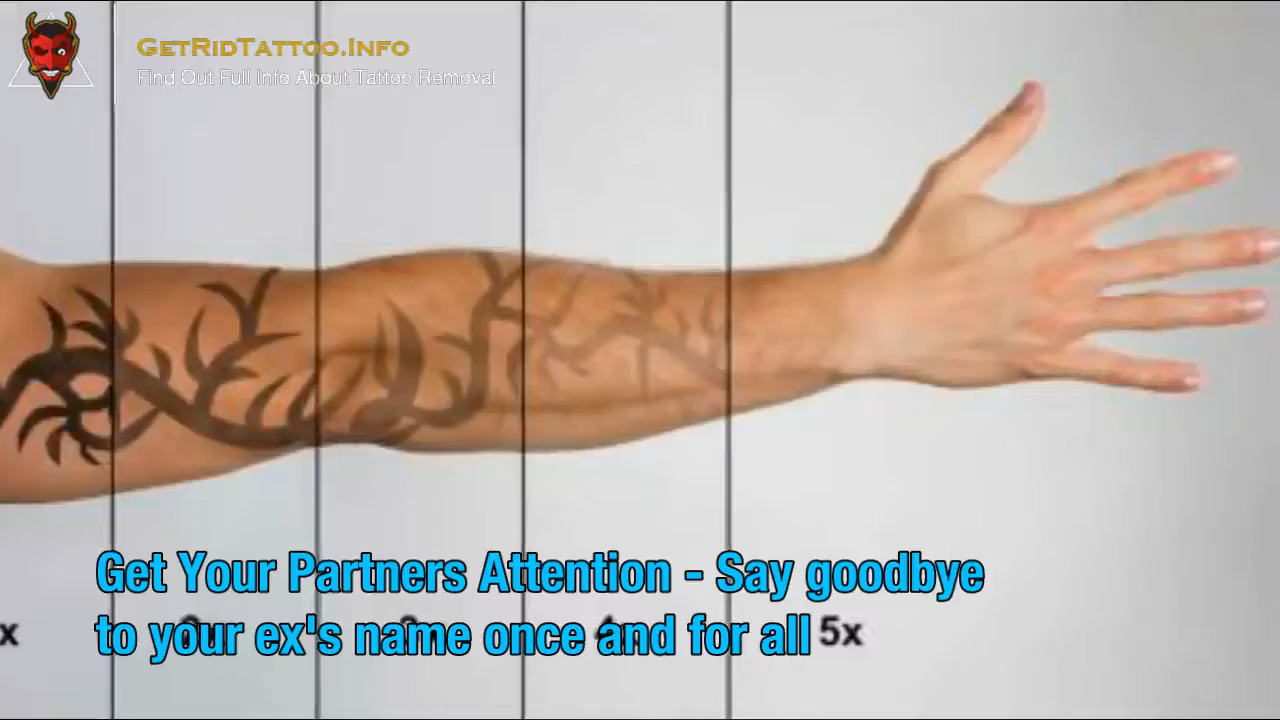 GetRidTattoo.Info
Find Out Full Info About Tattoo Removal
Get Your Partners Attention - Say goodbye
to your ex's name once and for all
x
5x